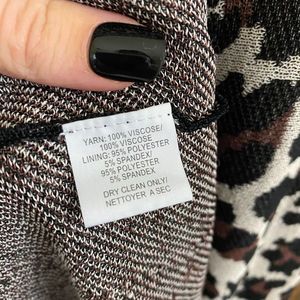 YARN: 100% VISCOSE/
100% VISCOSE
LINING: 95% POLYESTER
5% SPANDEX/
95% POLYESTER
5% SPANDEX
DRY CLEAN ONLY/
NETTOYER A SEC